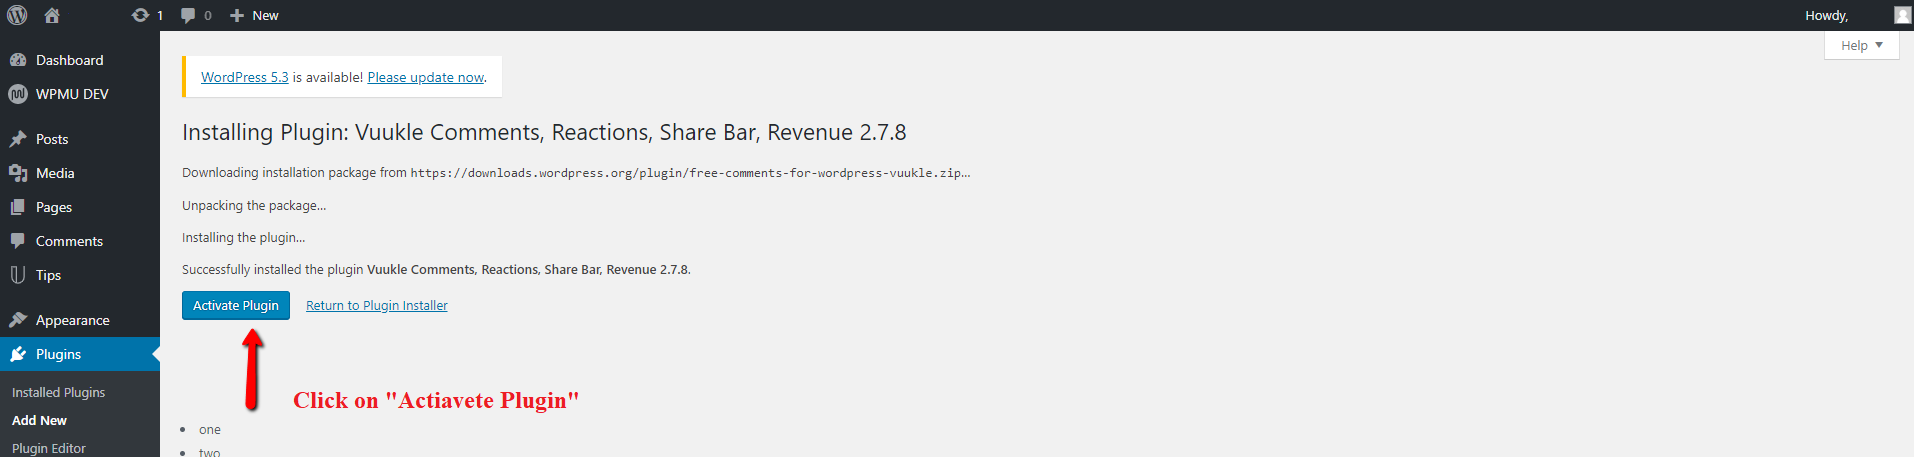 1 0 New Howdy,
Help
Dashboard
WPMU DEV
Posts
Media
Pages
Comments
Tips
Appearance
Plugins
Installed Plugins
Add New
Plugin Editor
WordPress 5.3 is available! Please update now.
Installing Plugin: Vuukle Comments, Reactions, Share Bar, Revenue 2.7.8
Downloading installation package from https://downloads.wordpress.org/plugin/free-comments-for-wordpress-vuukle.zip…
Unpacking the package…
Installing the plugin…
Successfully installed the plugin Vuukle Comments, Reactions, Share Bar, Revenue 2.7.8.
Activate Plugin Return to Plugin Installer
Click on "Actiavete Plugin"
one
two